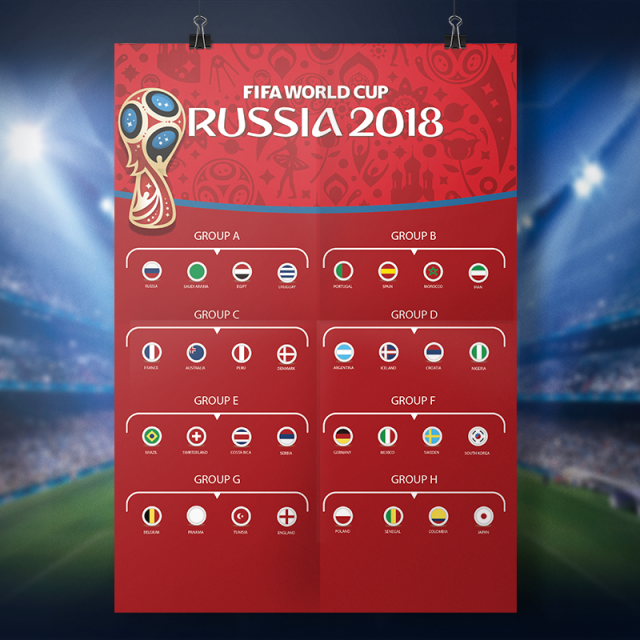 FIFA WORLD CUP
RUSSIA 2018
GROUP A
GROUP B
RUSSIA SAUDI ARABIA EGYPT URUGUAY
PORTUGAL SPAIN MOROCCO IRAN
GROUP C
GROUP D
FRANCE AUSTRALIA PERU DENMARK
ARGENTINA ICELAND CROATIA NIGERIA
GROUP E
GROUP F
BRAZIL SWITZERLAND COSTA RICA SERBIA
GERMANY MEXICO SWEDEN SOUTH KOREA
GROUP G
GROUP H
BELGIUM TUNISIA ENGLAND
POLAND SENEGAL COLOMBIA JAPAN